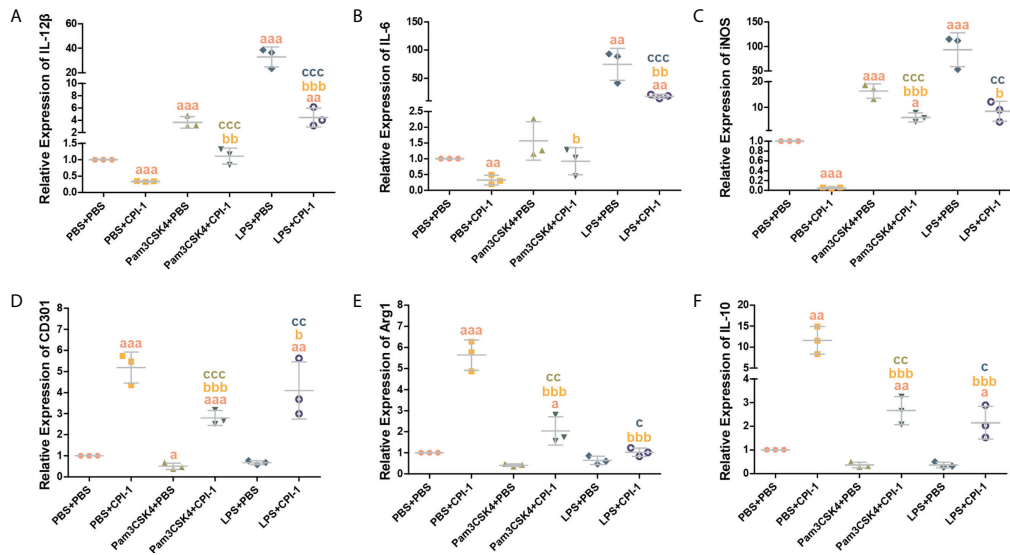 A
Relative Expression of IL-12β
60
40
20
10
8
6
4
2
1.5
1.0
0.5
0.0
aaa
aaa
ccc
bb
aaa
ccc
bbb
aa
PBS+PBS
PBS+CPI-1
Pam3CSK4+PBS
Pam3CSK4+CPI-1
LPS+PBS
LPS+CPI-1
B
Relative Expression of IL-6
150
100
50
2.5
2.0
1.5
1.0
0.5
0.0
aa
b
aa
ccc
bb
aa
PBS+PBS
PBS+CPI-1
Pam3CSK4+PBS
Pam3CSK4+CPI-1
LPS+PBS
LPS+CPI-1
C
Relative Expression of iNOS
150
100
50
20
10
0
1.0
0.8
0.6
0.4
0.2
0.0
aaa
aaa
ccc
bbb
a
aaa
cc
b
PBS+PBS
PBS+CPI-1
Pam3CSK4+PBS
Pam3CSK4+CPI-1
LPS+PBS
LPS+CPI-1
D
Relative Expression of CD301
8
7
6
5
4
3
2
1
0
aaa
a
ccc
bbb
aaa
cc
b
aa
PBS+PBS
PBS+CPI-1
Pam3CSK4+PBS
Pam3CSK4+CPI-1
LPS+PBS
LPS+CPI-1
E
Relative Expression of Arg1
8
7
6
5
4
3
2
1
0
aaa
cc
bbb
a
c
bbb
PBS+PBS
PBS+CPI-1
Pam3CSK4+PBS
Pam3CSK4+CPI-1
LPS+PBS
LPS+CPI-1
F
Relative Expression of IL-10
20
15
10
5
4
3
2
1
0
aa
cc
bbb
aa
c
bbb
a
PBS+PBS
PBS+CPI-1
Pam3CSK4+PBS
Pam3CSK4+CPI-1
LPS+PBS
LPS+CPI-1